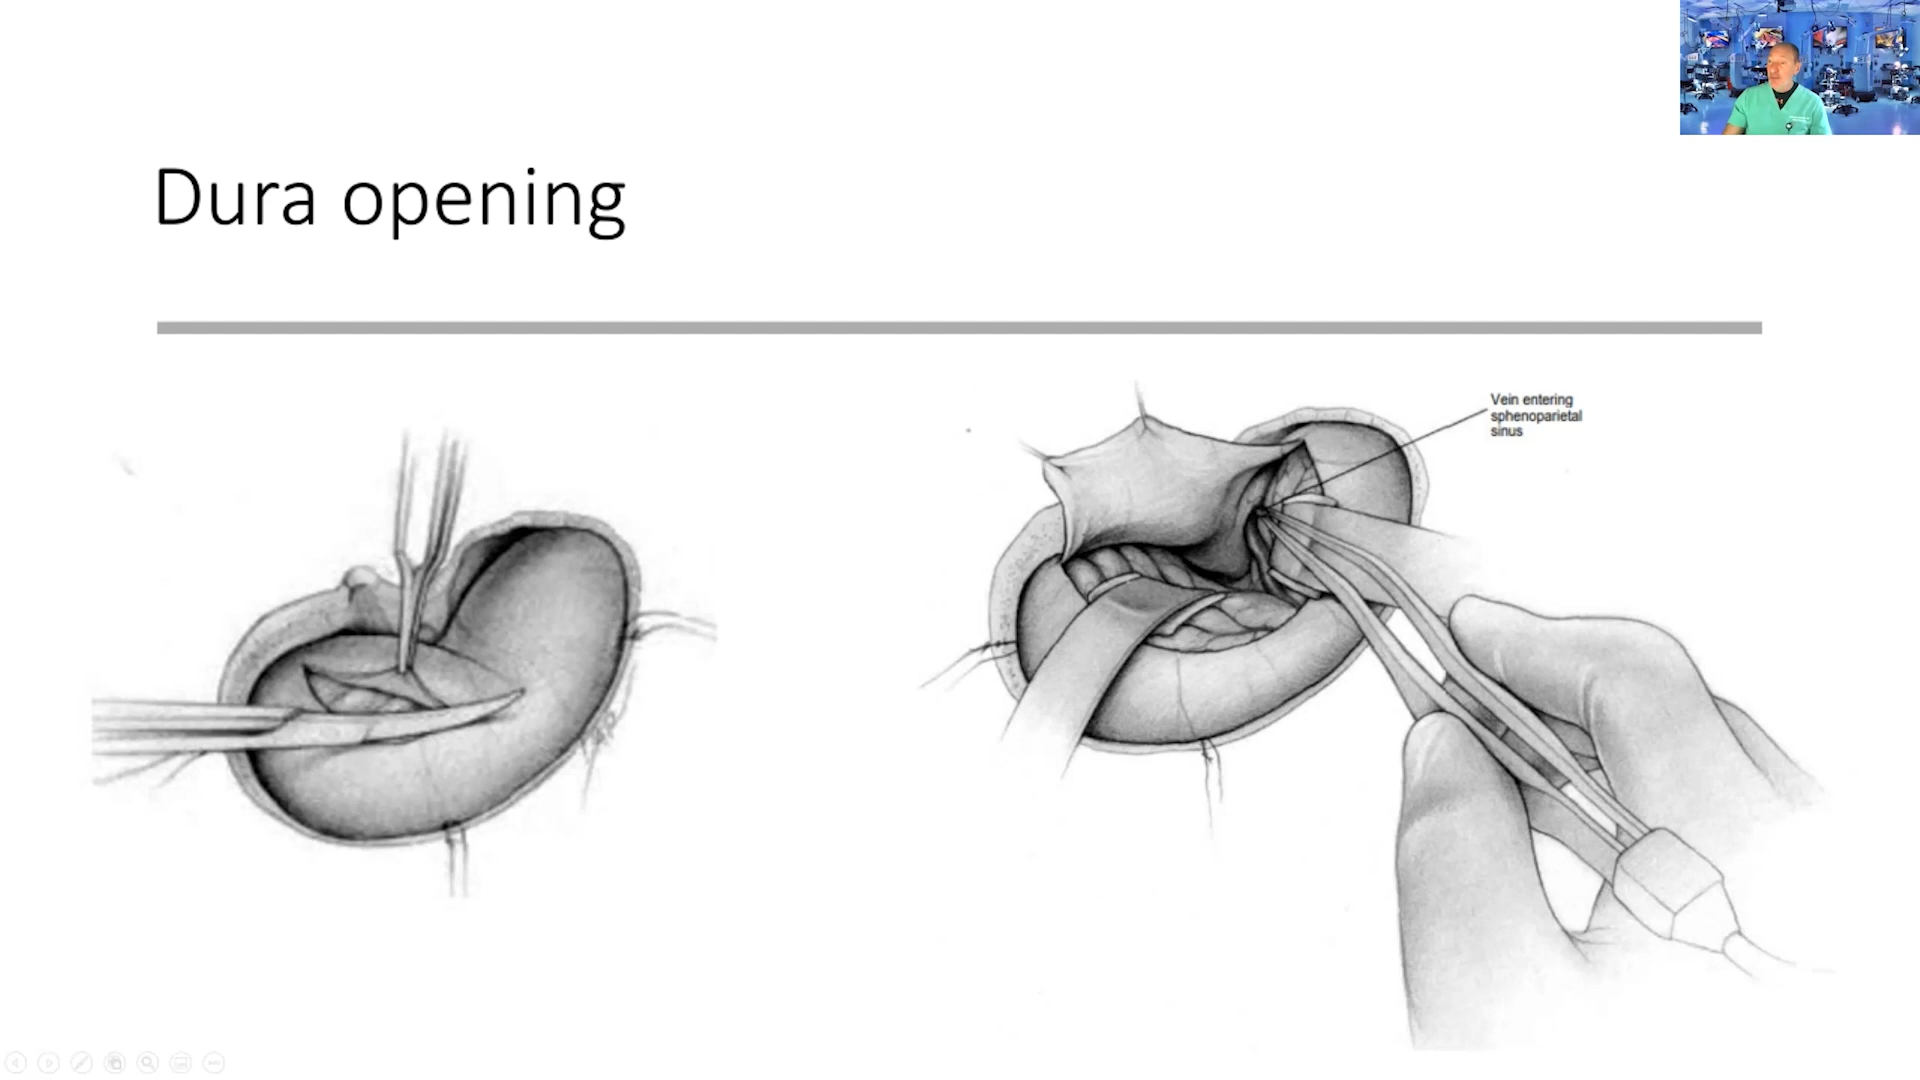 Dura opening
Vein entering
sphenoparietal
sinus